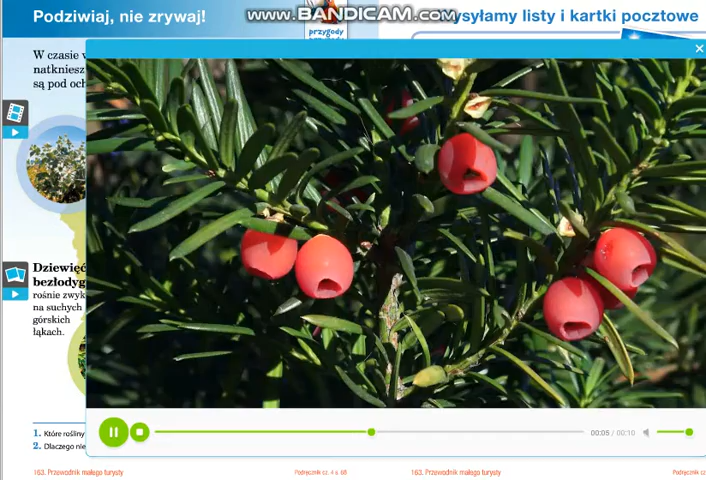 Podziwiaj, nie zrywaj!
www.BANDICAM.com
ysyłamy listy i kartki pocztowe
przygody
W czasie
natkniesz
są pod och
Dziewięć
bezłodyg
rośnie zwyk
na suchych
górskich
łąkach.
00:05 / 00:10
1. Które rośliny
2. Dlaczego nie
163. Przewodnik małego turysty
Podręcznik cz. 4 s. 68
163. Przewodnik małego turysty
Podręcznik cz